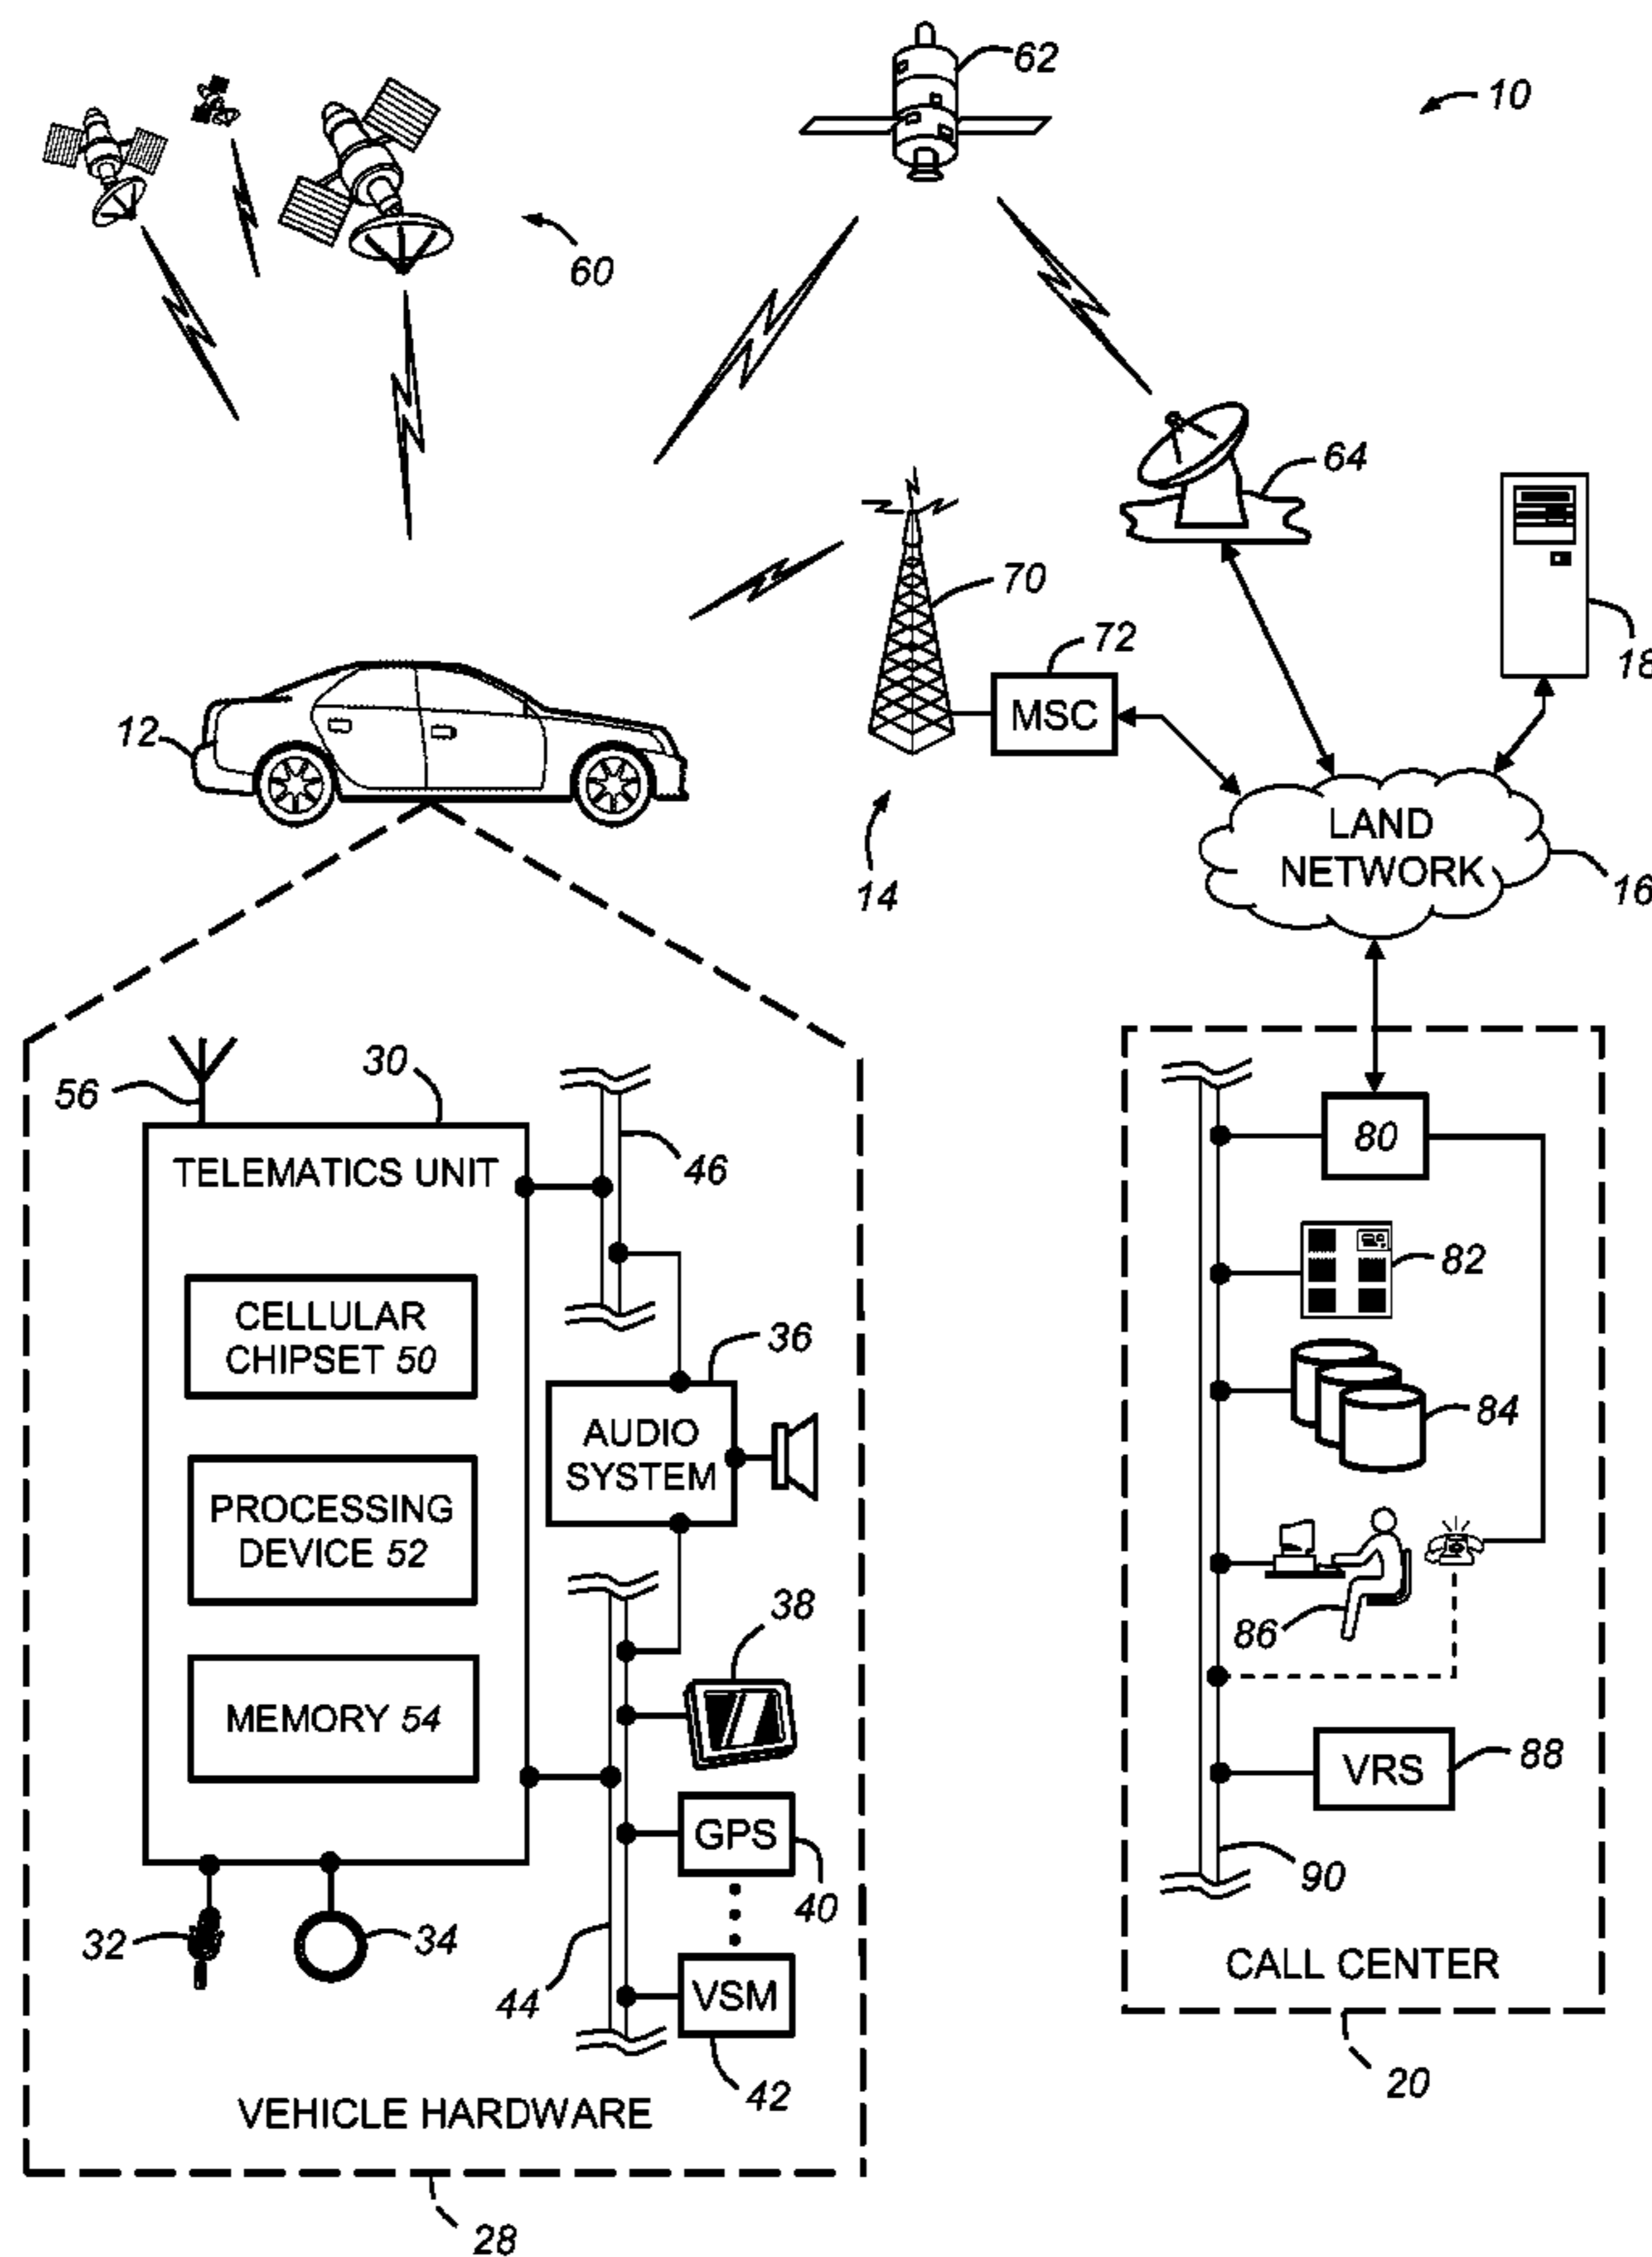 62
10
60
64
70
18
72
MSC
12
LAND
NETWORK
14
16
56
30
TELEMATICS UNIT
46
CELLULAR
CHIPSET 50
36
AUDIO
SYSTEM
PROCESSING
DEVICE 52
38
MEMORY 54
GPS
40
32
34
44
VSM
42
VEHICLE HARDWARE
28
80
82
84
86
VRS
88
90
CALL CENTER
20